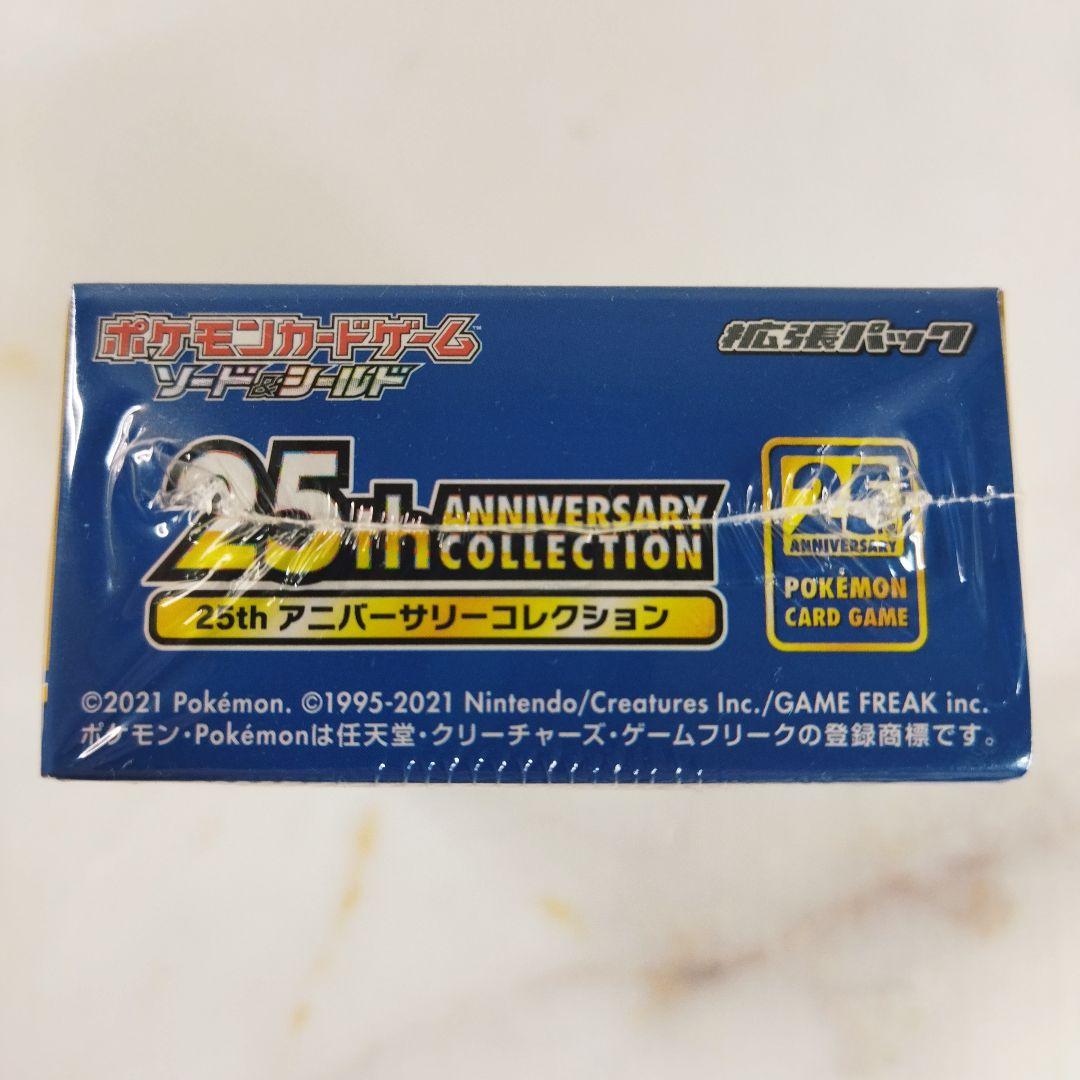 ポケモンカードゲーム™
ソード&シールド
拡張パック
25th ANNIVERSARY
COLLECTION
25th アニバーサリーコレクション
25
ANNIVERSARY
POKÉMON
CARD GAME
©2021 Pokémon. ©1995-2021 Nintendo/Creatures Inc./GAME FREAK inc.
ポケモン・Pokémonは任天堂・クリーチャーズ・ゲームフリークの登録商標です。